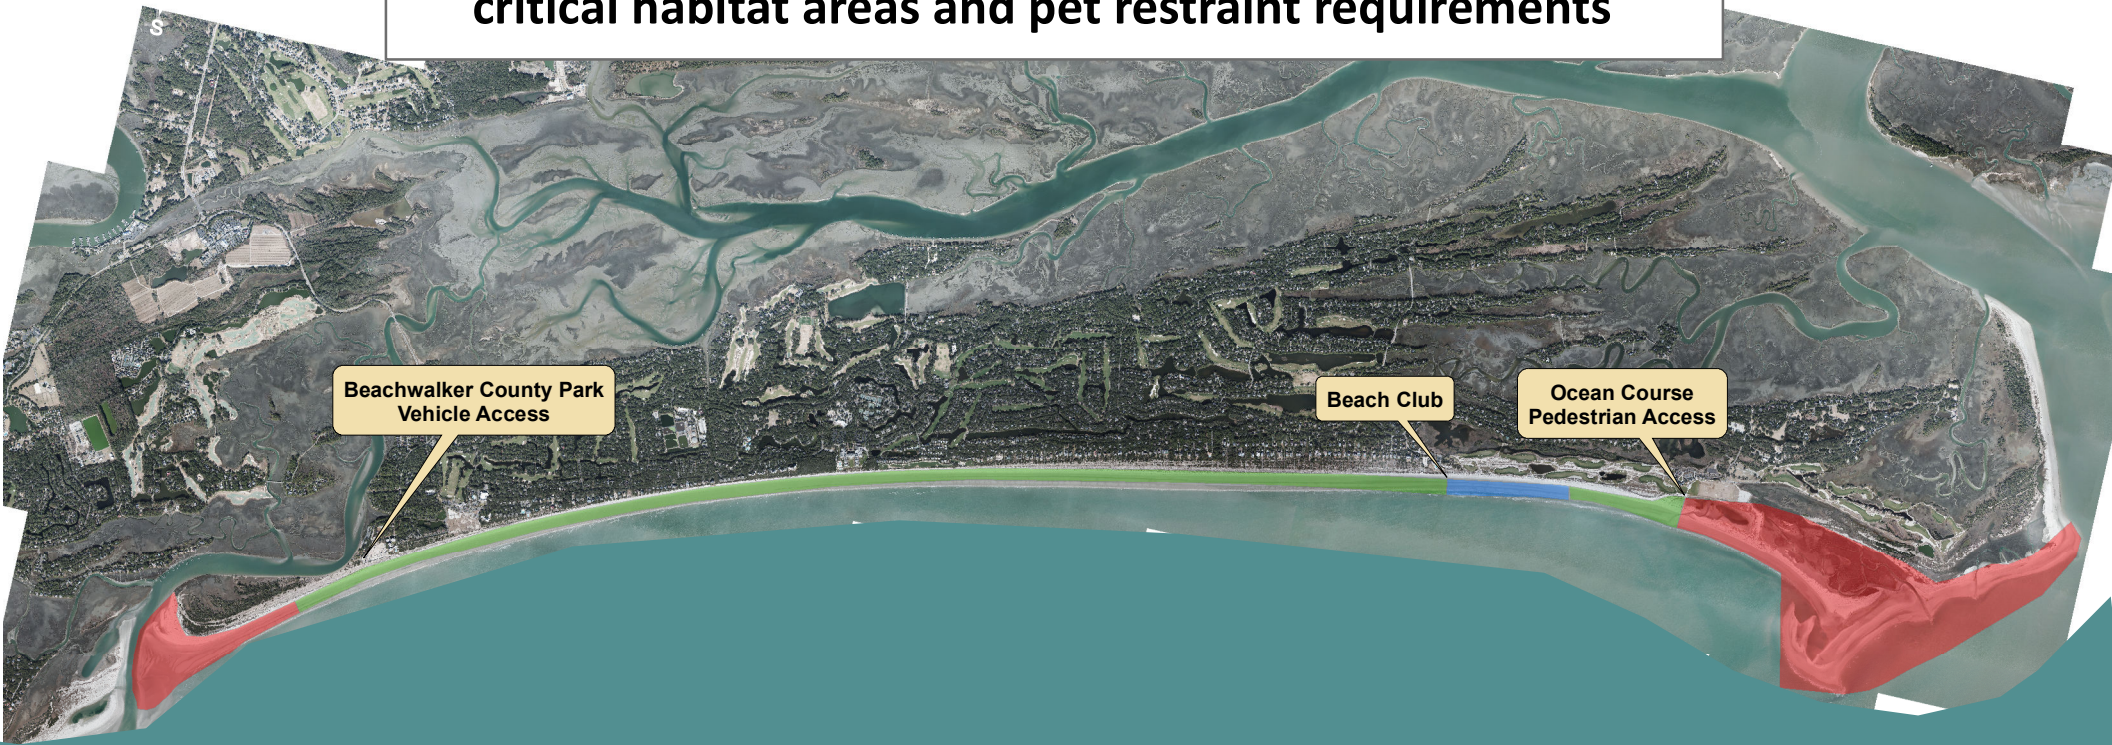 critical habitat areas and pet restraint requirements
S
Beachwalker County Park
Vehicle Access
Beach Club
Ocean Course
Pedestrian Access